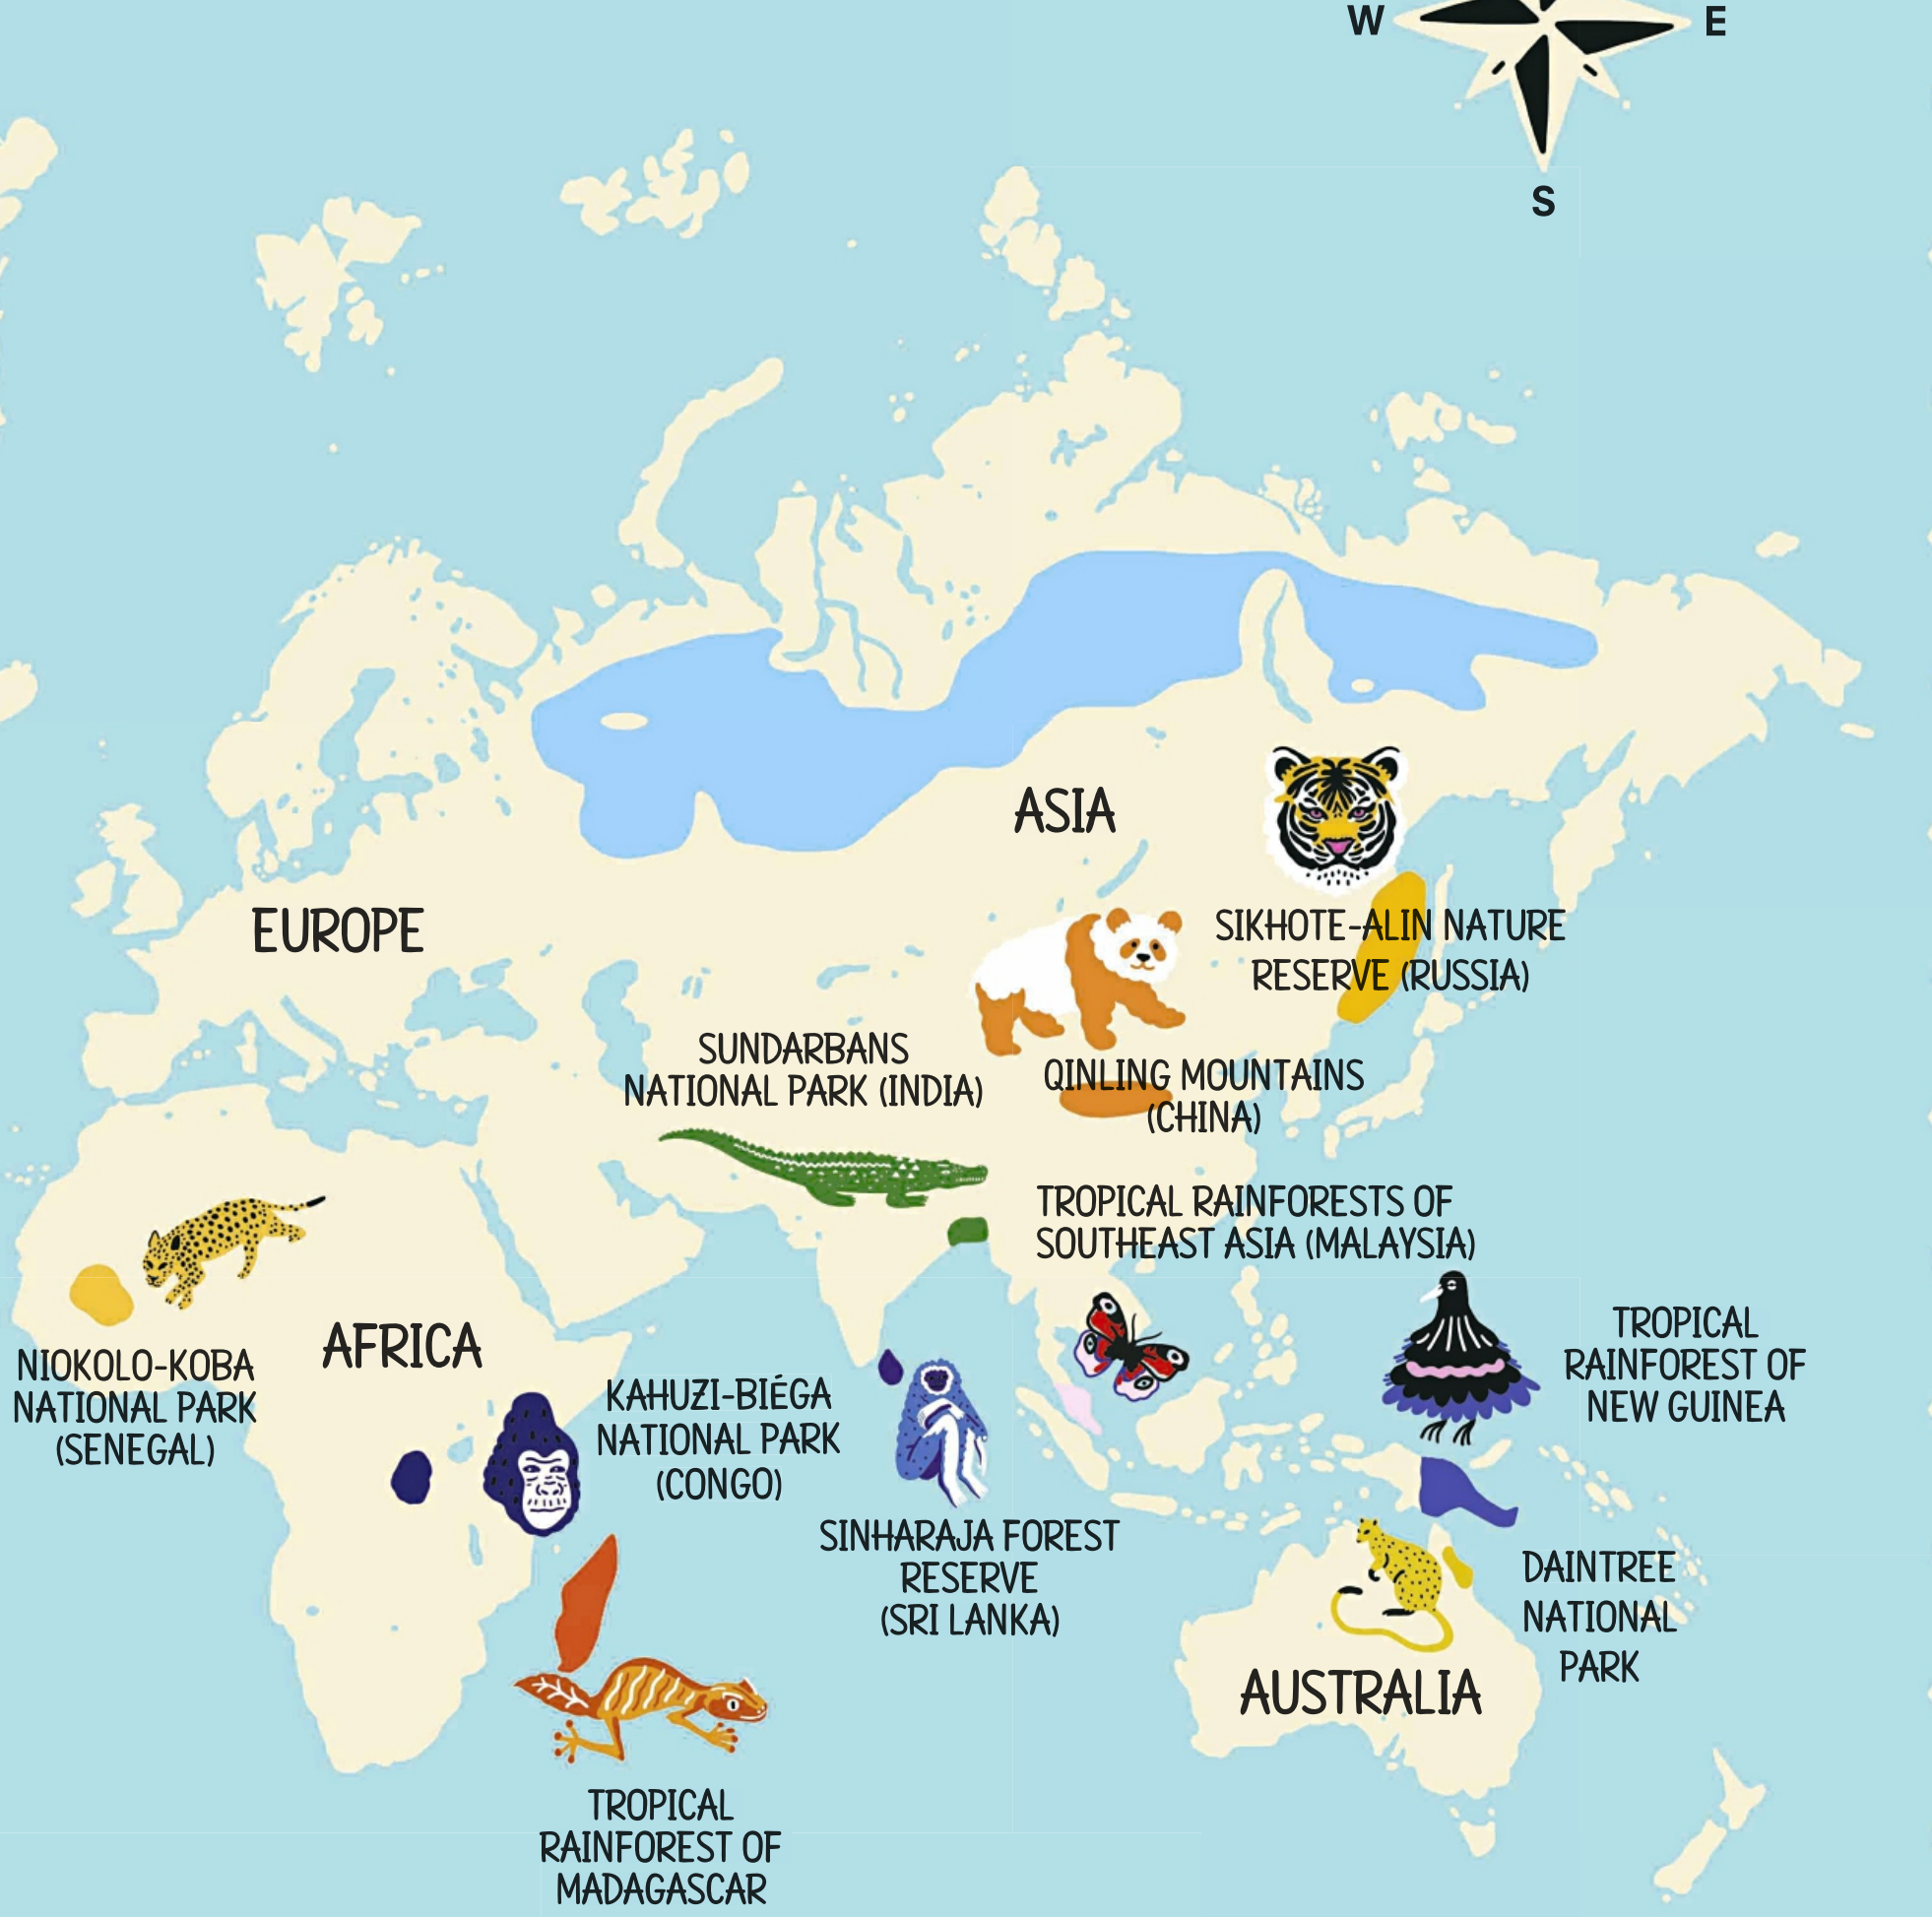 W
E
S
ASIA
EUROPE
SIKHOTE-ALIN NATURE
RESERVE (RUSSIA)
SUNDARBANS
NATIONAL PARK (INDIA)
QINLING MOUNTAINS
(CHINA)
TROPICAL RAINFORESTS OF
SOUTHEAST ASIA (MALAYSIA)
AFRICA
NIOKOLO-KOBA
NATIONAL PARK
(SENEGAL)
KAHUZI-BIÉGA
NATIONAL PARK
(CONGO)
TROPICAL
RAINFOREST OF
NEW GUINEA
SINHARAJA FOREST
RESERVE
(SRI LANKA)
DAINTREE
NATIONAL
PARK
AUSTRALIA
TROPICAL
RAINFOREST OF
MADAGASCAR